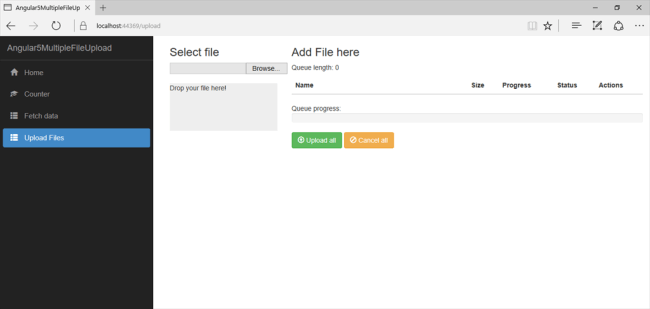 Angular5MultipleFileUp
localhost:44369/upload
Angular5MultipleFileUpload
Home
Counter
Fetch data
Upload Files
Select file
Browse...
Drop your file here!
Add File here
Queue length: 0
Name Size Progress Status Actions
Queue progress:
Upload all Cancel all